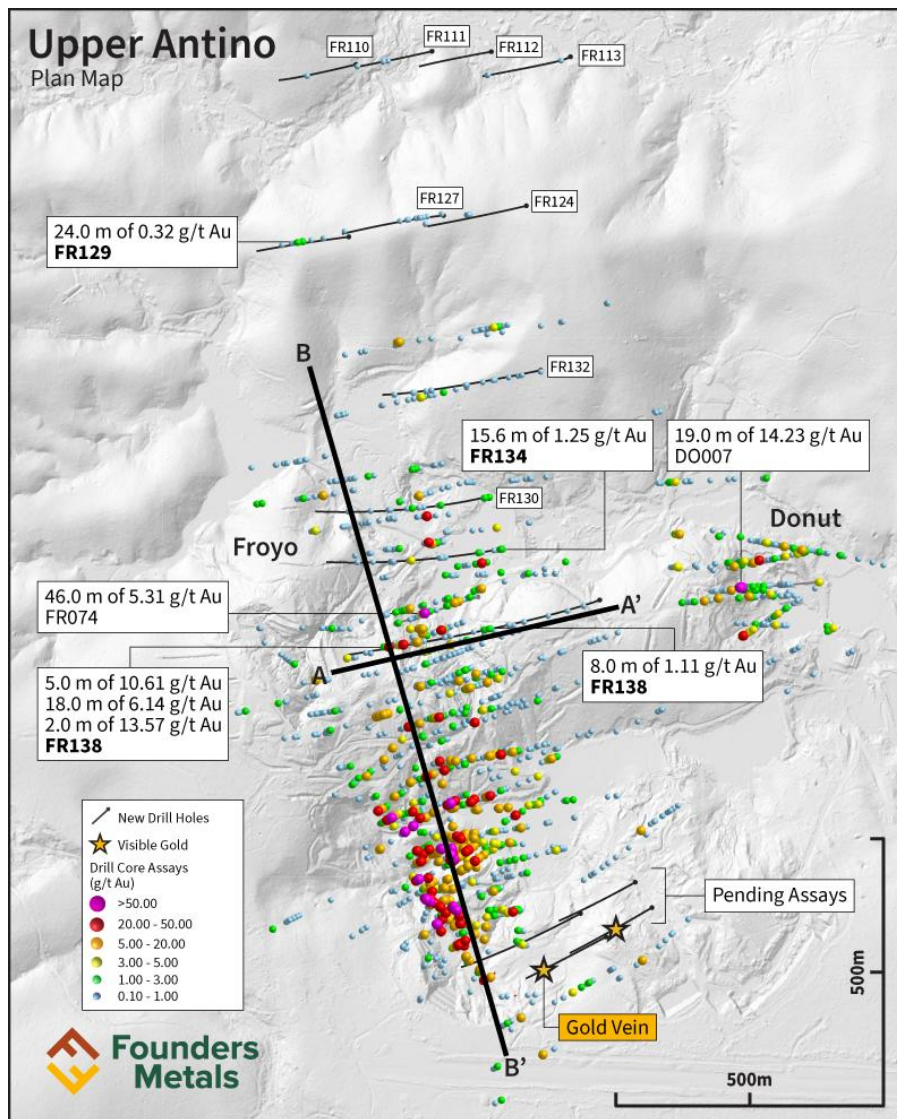 Upper Antino
Plan Map
FR110
FR111
FR112
FR113
FR127
FR124
24.0 m of 0.32 g/t Au
FR129
B
FR132
15.6 m of 1.25 g/t Au
FR134
19.0 m of 14.23 g/t Au
DO007
FR130
Froyo
Donut
46.0 m of 5.31 g/t Au
FR074
A'
A
5.0 m of 10.61 g/t Au
18.0 m of 6.14 g/t Au
2.0 m of 13.57 g/t Au
FR138
8.0 m of 1.11 g/t Au
FR138
New Drill Holes
Visible Gold
Drill Core Assays
(g/t Au)
>50.00
20.00 - 50.00
5.00 - 20.00
3.00 - 5.00
1.00 - 3.00
0.10 - 1.00
Pending Assays
Gold Vein
B'
500m
500m
Founders
Metals